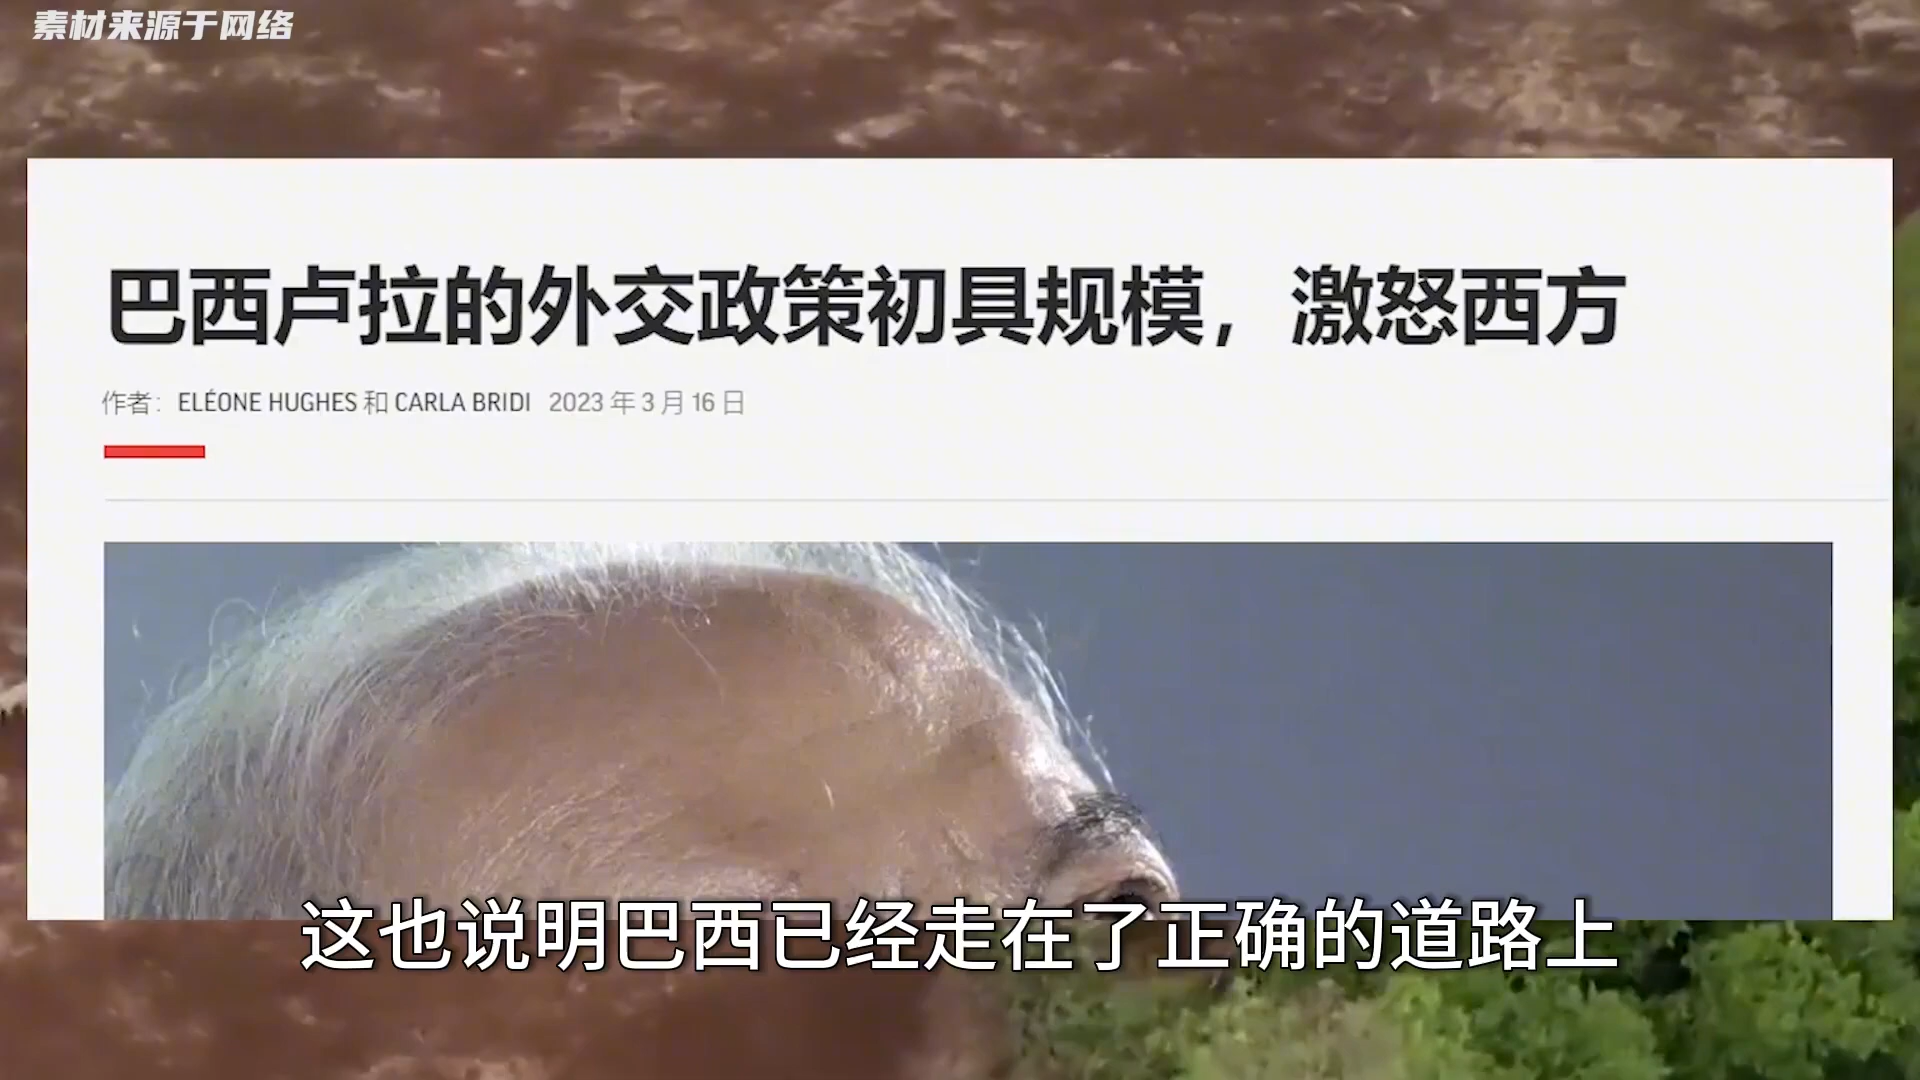 素材来源于网络
巴西卢拉的外交政策初具规模，激怒西方
作者：ELÉONE HUGHES 和 CARLA BRIDI 2023 年 3 月 16 日
这也说明巴西已经走在了正确的道路上